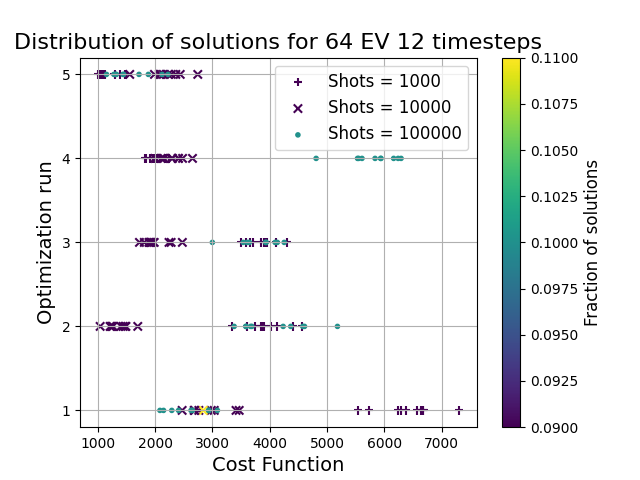 Distribution of solutions for 64 EV 12 timesteps
Shots = 1000
Shots = 10000
Shots = 100000
Optimization run
5
4
3
2
1
1000 2000 3000 4000 5000 6000 7000
Cost Function
0.1100
0.1075
0.1050
0.1025
0.1000
0.0975
0.0950
0.0925
0.0900
Fraction of solutions